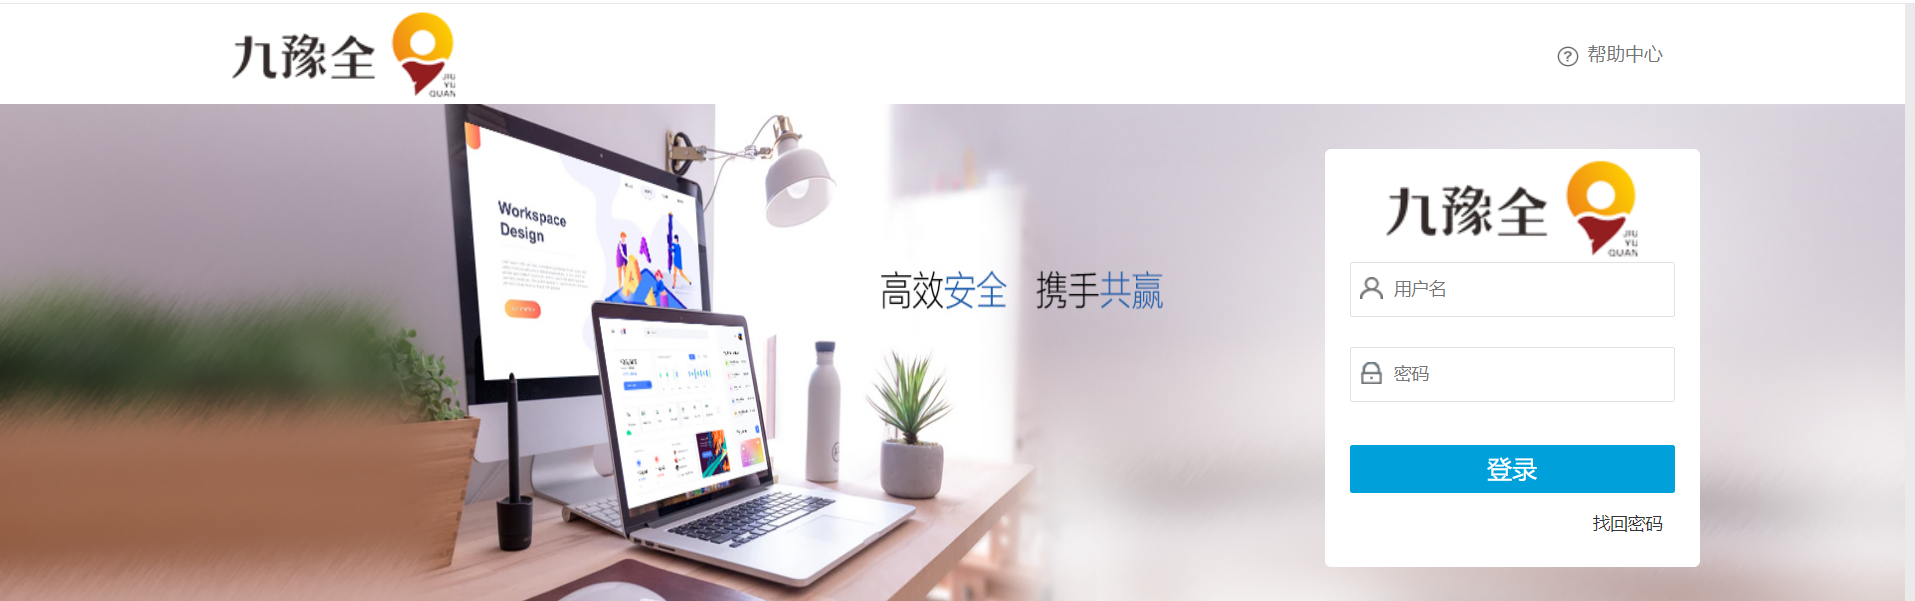 九豫全
JIU
YU
QUAN
帮助中心
Workspace
Design
高效安全 携手共赢
九豫全
JIU
YU
QUAN
用户名
密码
登录
找回密码